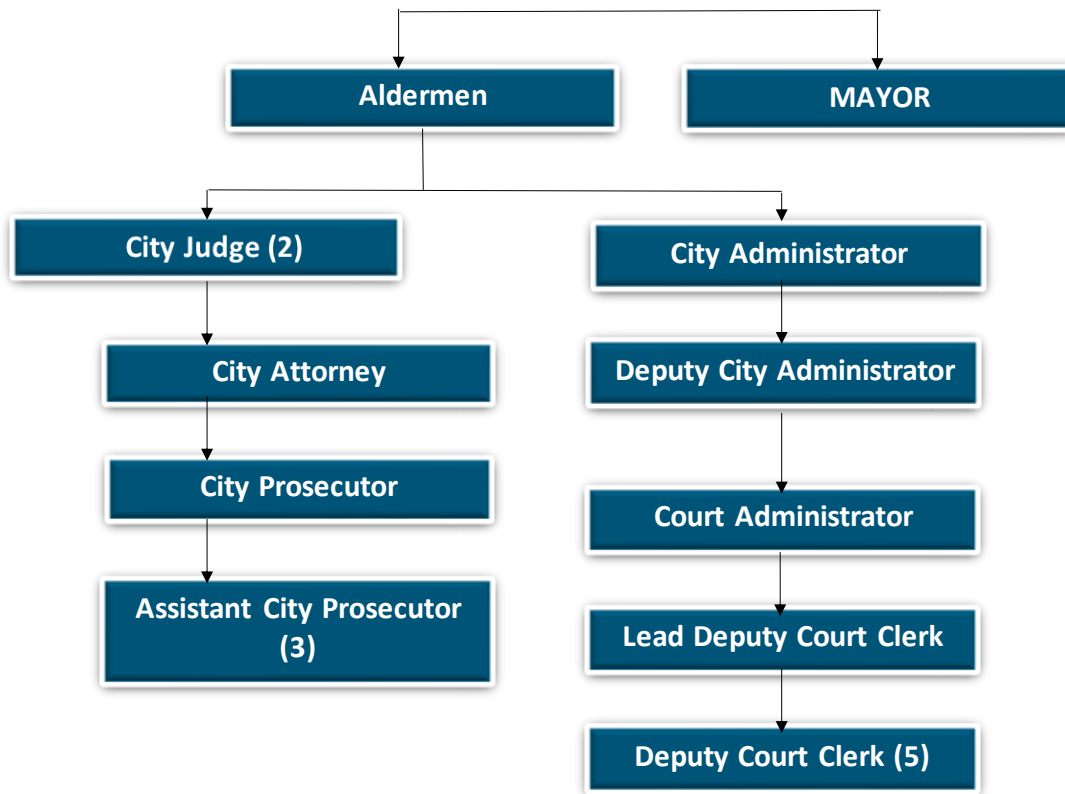 Aldermen
MAYOR
City Judge (2)
City Administrator
City Attorney
Deputy City Administrator
City Prosecutor
Court Administrator
Assistant City Prosecutor
(3)
Lead Deputy Court Clerk
Deputy Court Clerk (5)